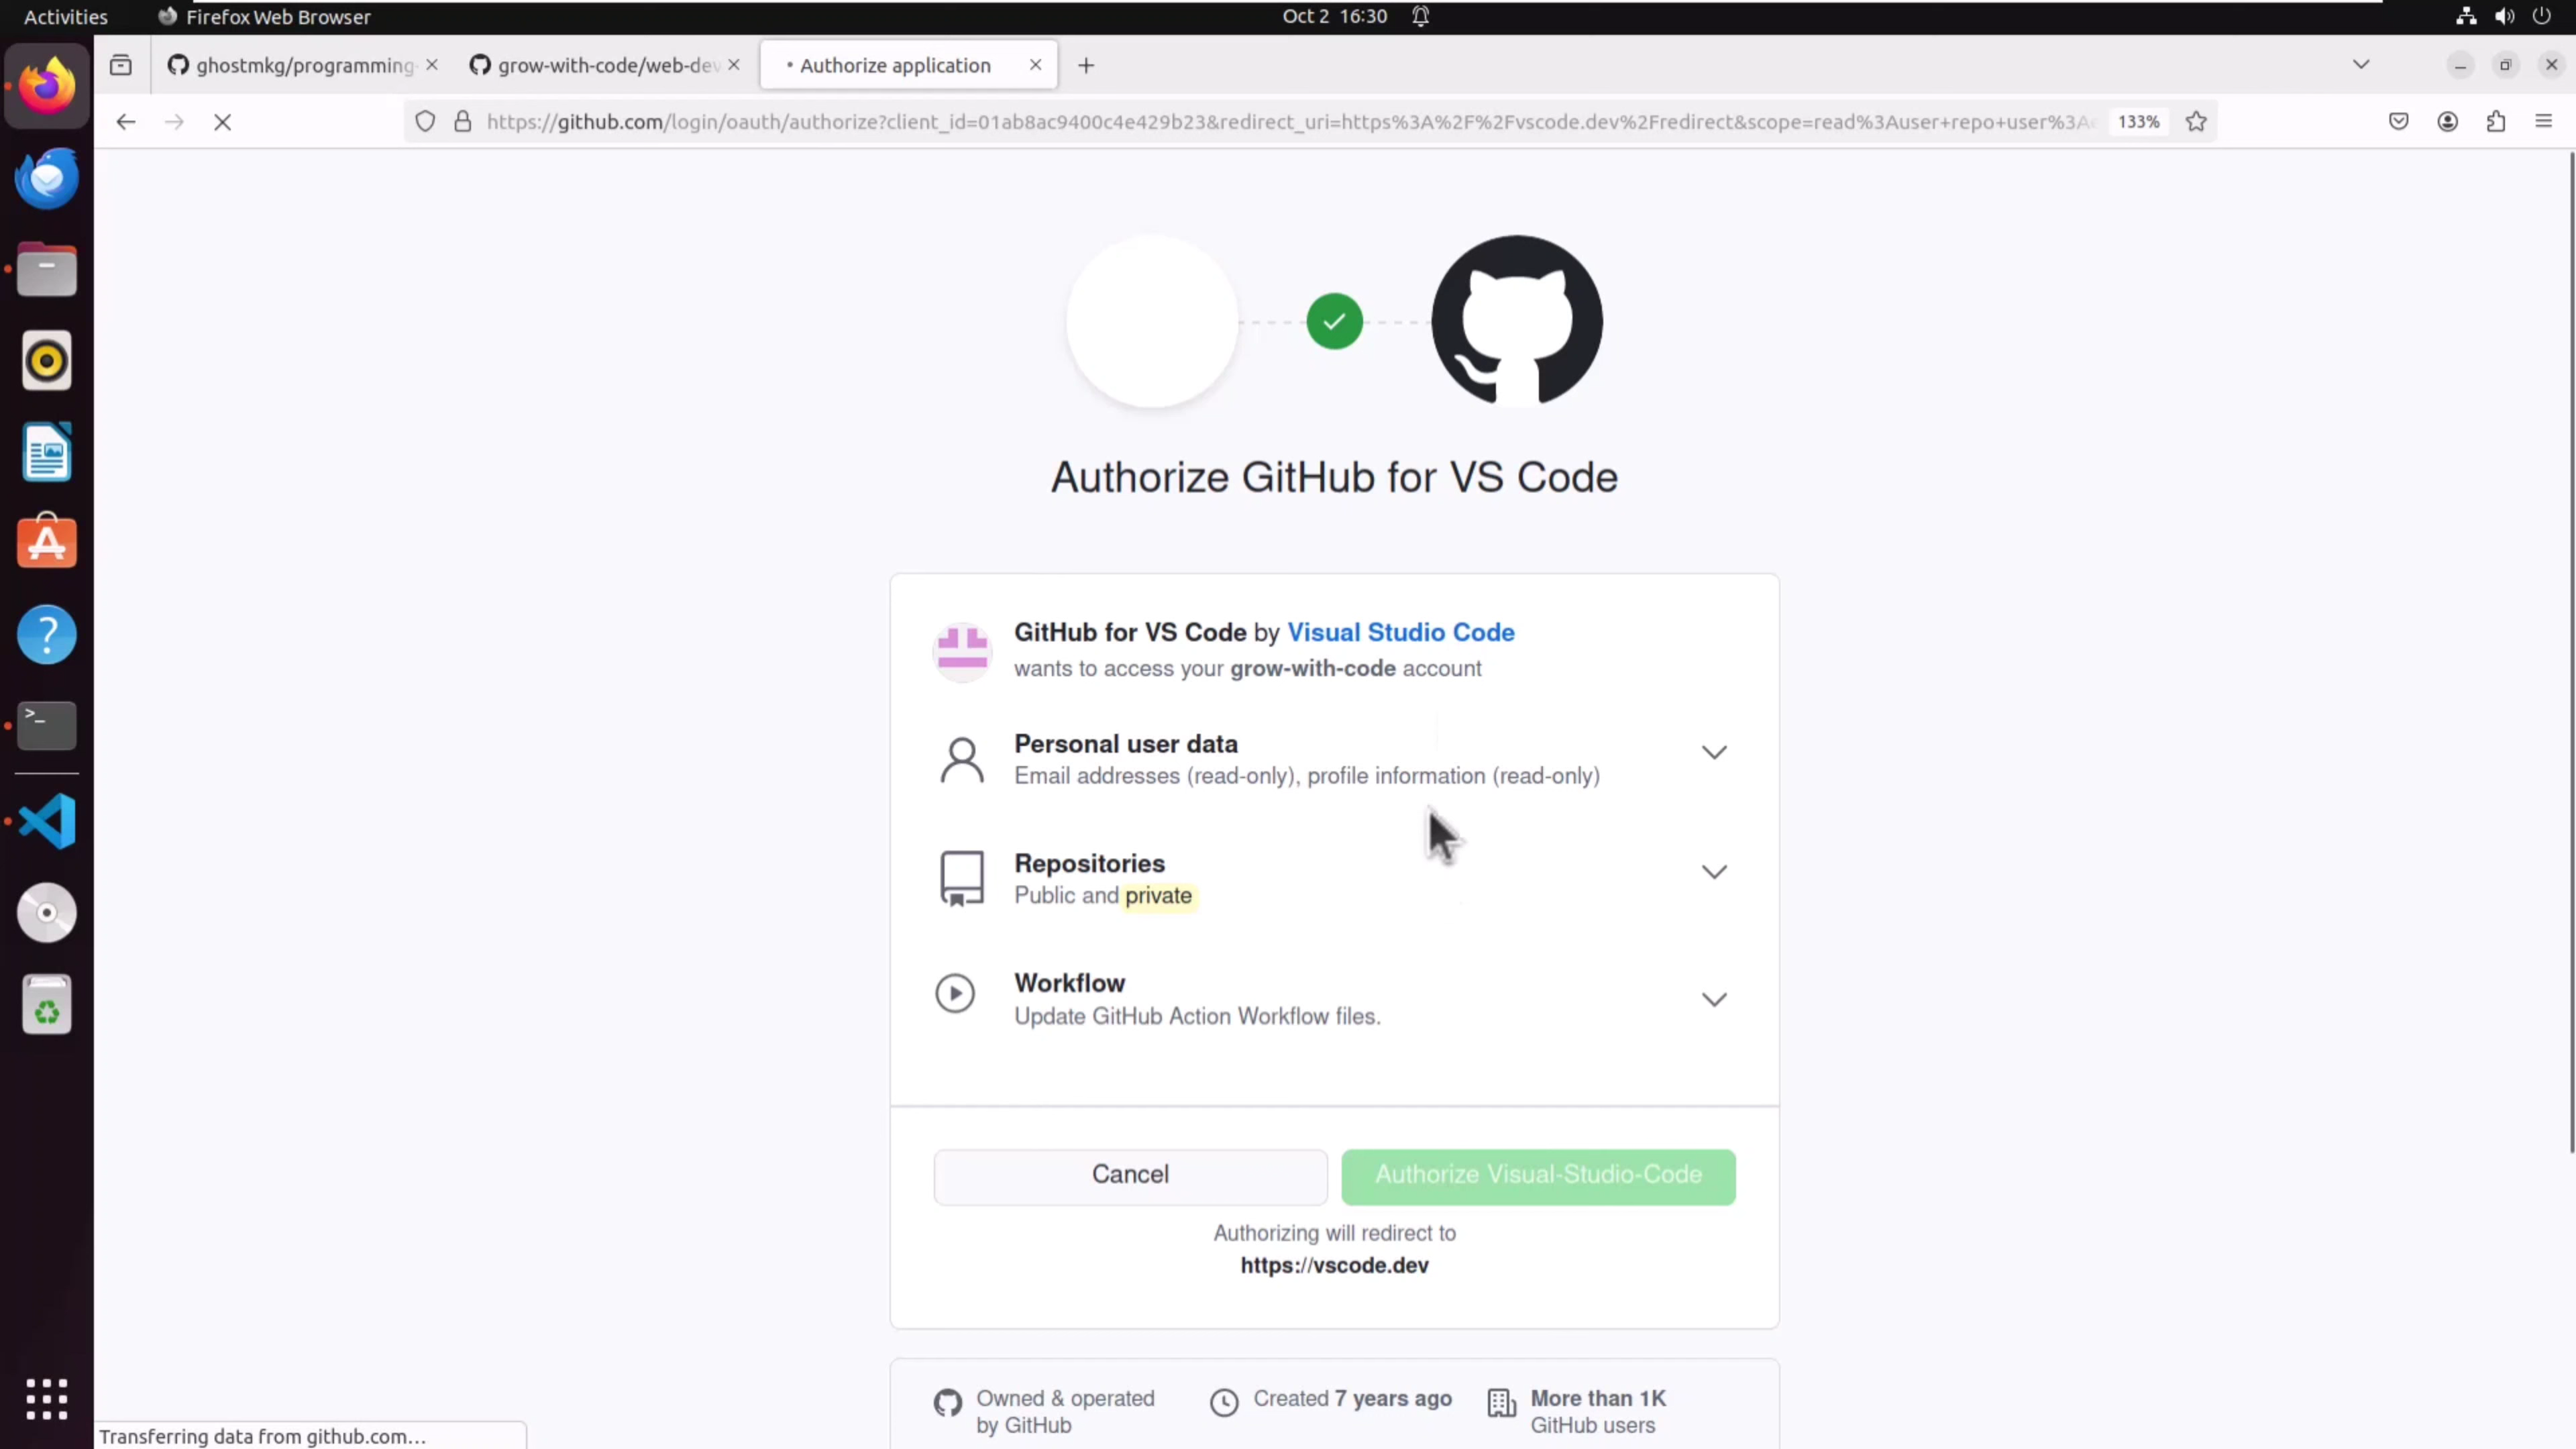 Activities
Firefox Web Browser
Oct 2 16:30
ghostmkg/programming-
grow-with-code/web-dev
• Authorize application
https://github.com/login/oauth/authorize?client_id=01ab8ac9400c4e429b23&redirect_uri=https%3A%2F%2Fvscode.dev%2Fredirect&scope=read%3Auser+repo+user%3A
133%
Authorize GitHub for VS Code
GitHub for VS Code by Visual Studio Code
wants to access your grow-with-code account
Personal user data
Email addresses (read-only), profile information (read-only)
Repositories
Public and private
Workflow
Update GitHub Action Workflow files.
Cancel
Authorize Visual-Studio-Code
Authorizing will redirect to
https://vscode.dev
Owned & operated
by GitHub
Created 7 years ago
More than 1K
GitHub users
Transferring data from github.com...